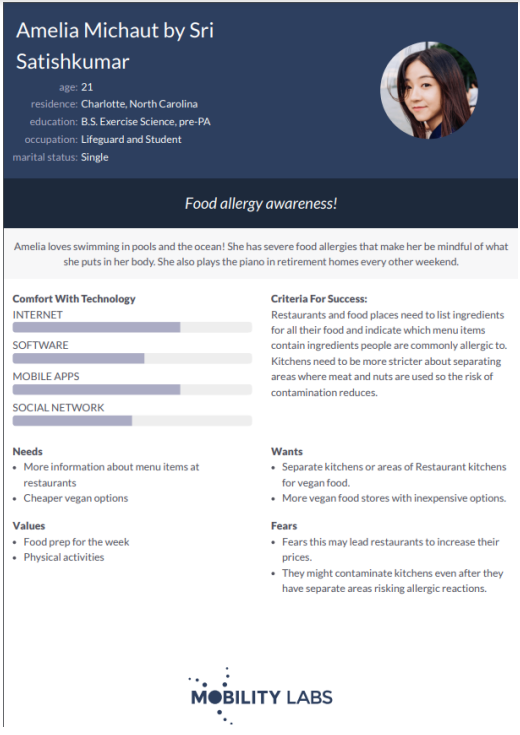 Amelia Michaut by Sri
Satishkumar
age: 21
residence: Charlotte, North Carolina
education: B.S. Exercise Science, pre-PA
occupation: Lifeguard and Student
marital status: Single
Food allergy awareness!
Amelia loves swimming in pools and the ocean! She has severe food allergies that make her be mindful of what
she puts in her body. She also plays the piano in retirement homes every other weekend.
Comfort With Technology
INTERNET
SOFTWARE
MOBILE APPS
SOCIAL NETWORK
Criteria For Success:
Restaurants and food places need to list ingredients
for all their food and indicate which menu items
contain ingredients people are commonly allergic to.
Kitchens need to be more stricter about separating
areas where meat and nuts are used so the risk of
contamination reduces.
Needs
• More information about menu items at
restaurants
• Cheaper vegan options
Wants
• Separate kitchens or areas of Restaurant kitchens
for vegan food.
• More vegan food stores with inexpensive options.
Values
• Food prep for the week
• Physical activities
Fears
• Fears this may lead restaurants to increase their
prices.
• They might contaminate kitchens even after they
have separate areas risking allergic reactions.
MOBILITY LABS